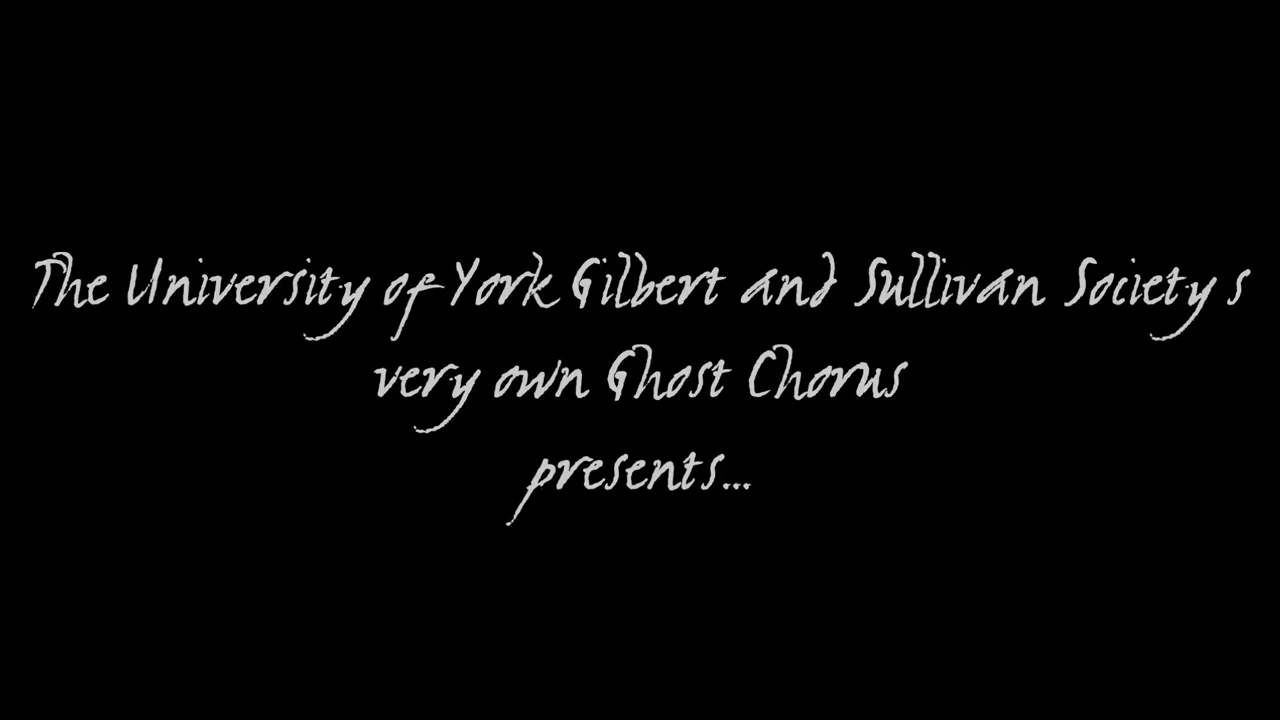 The University of York Gilbert and Sullivan Society s
very own Ghost Chorus
presents...